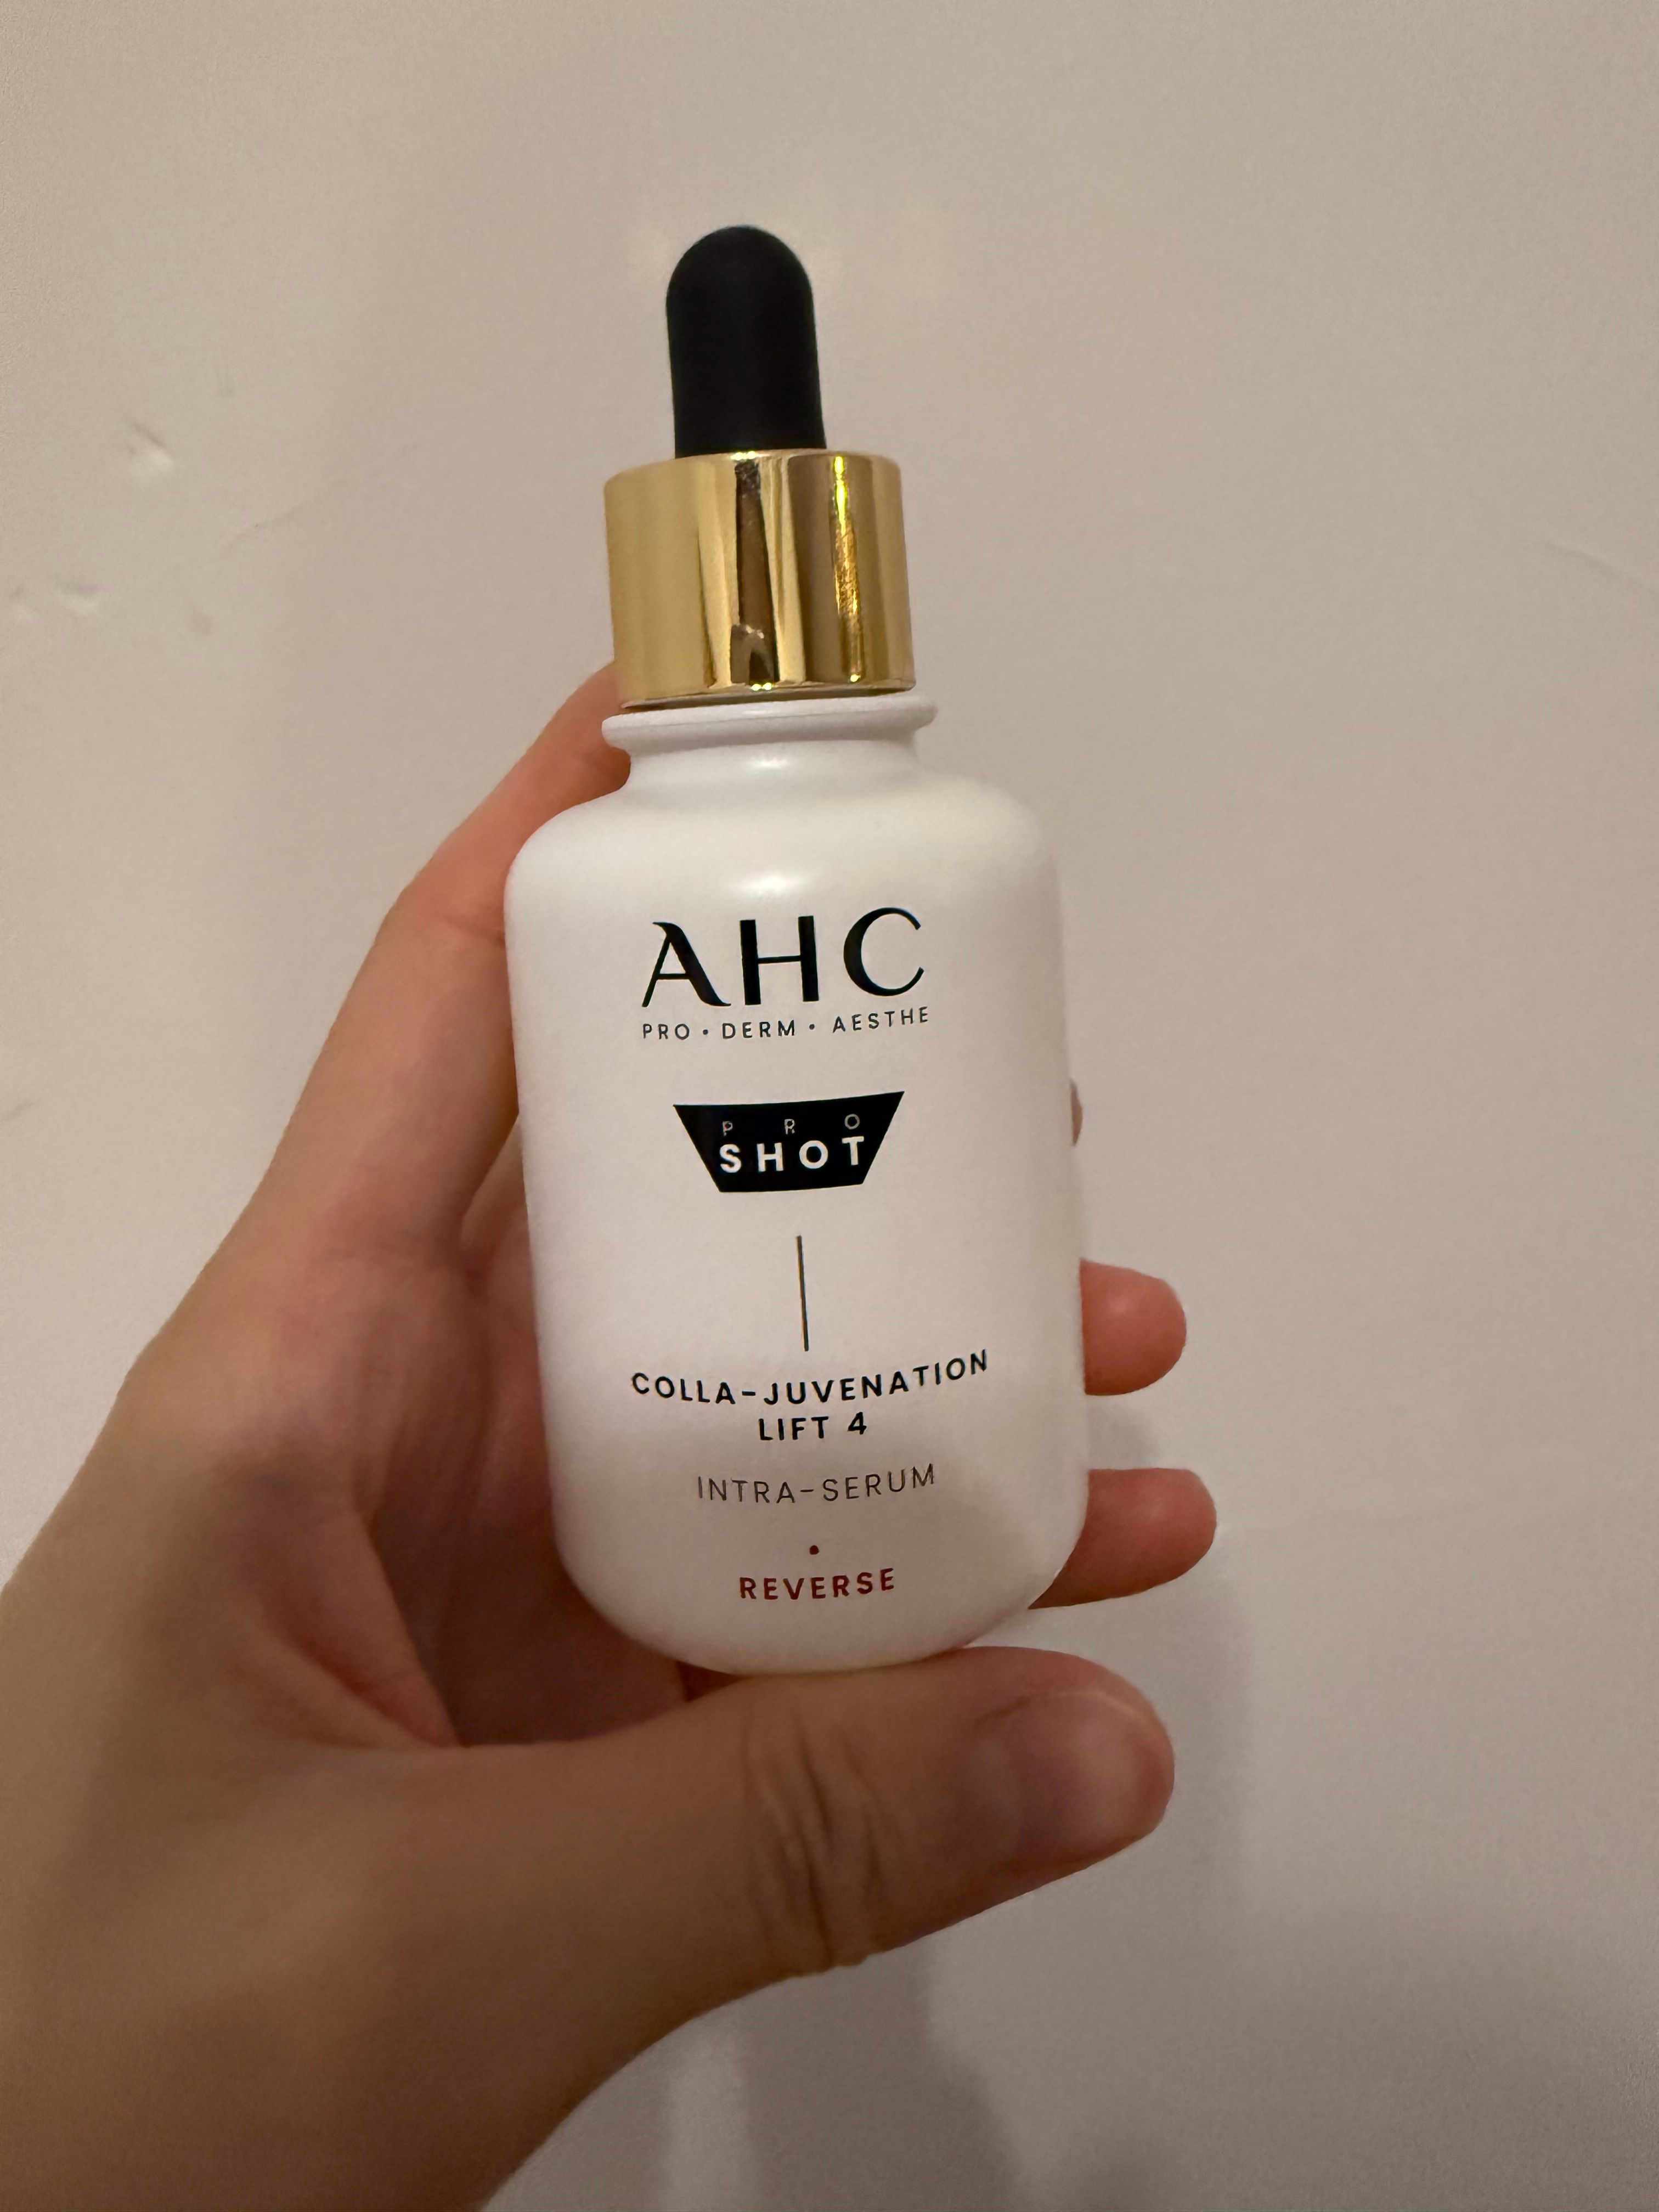 AHC
PRO • DERM • AESTHE
PRO
SHOT
COLLA-JUVENATION
LIFT 4
INTRA-SERUM
REVERSE